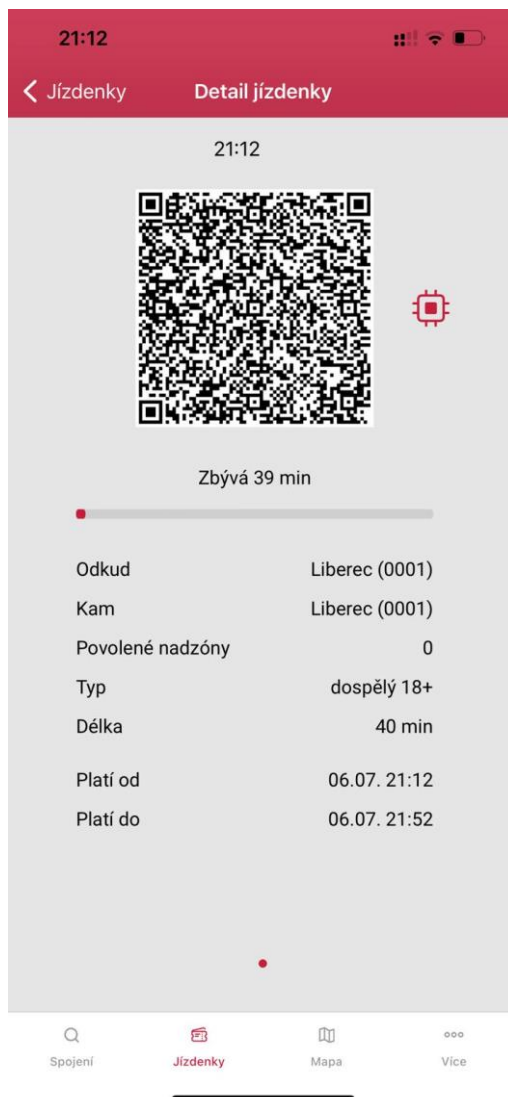 21:12
Jízdenky Detail jízdenky
21:12
Zbývá 39 min
Odkud Liberec (0001)
Kam Liberec (0001)
Povolené nadzóny 0
Typ dospělý 18+
Délka 40 min
Platí od 06.07. 21:12
Platí do 06.07. 21:52
Spojení Jízdenky Mapa Více